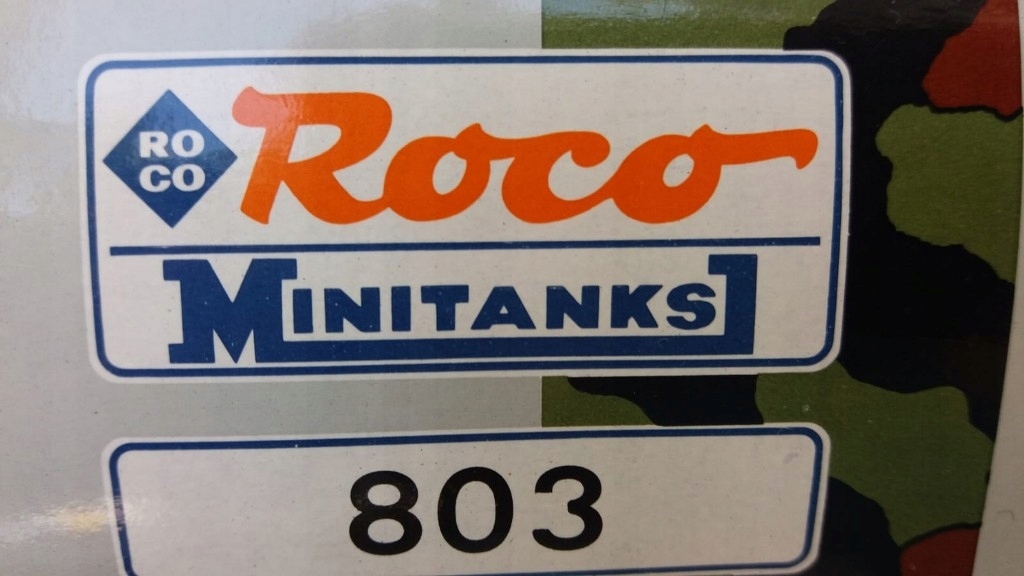 RO
CO
Roco
MINITANKS
803